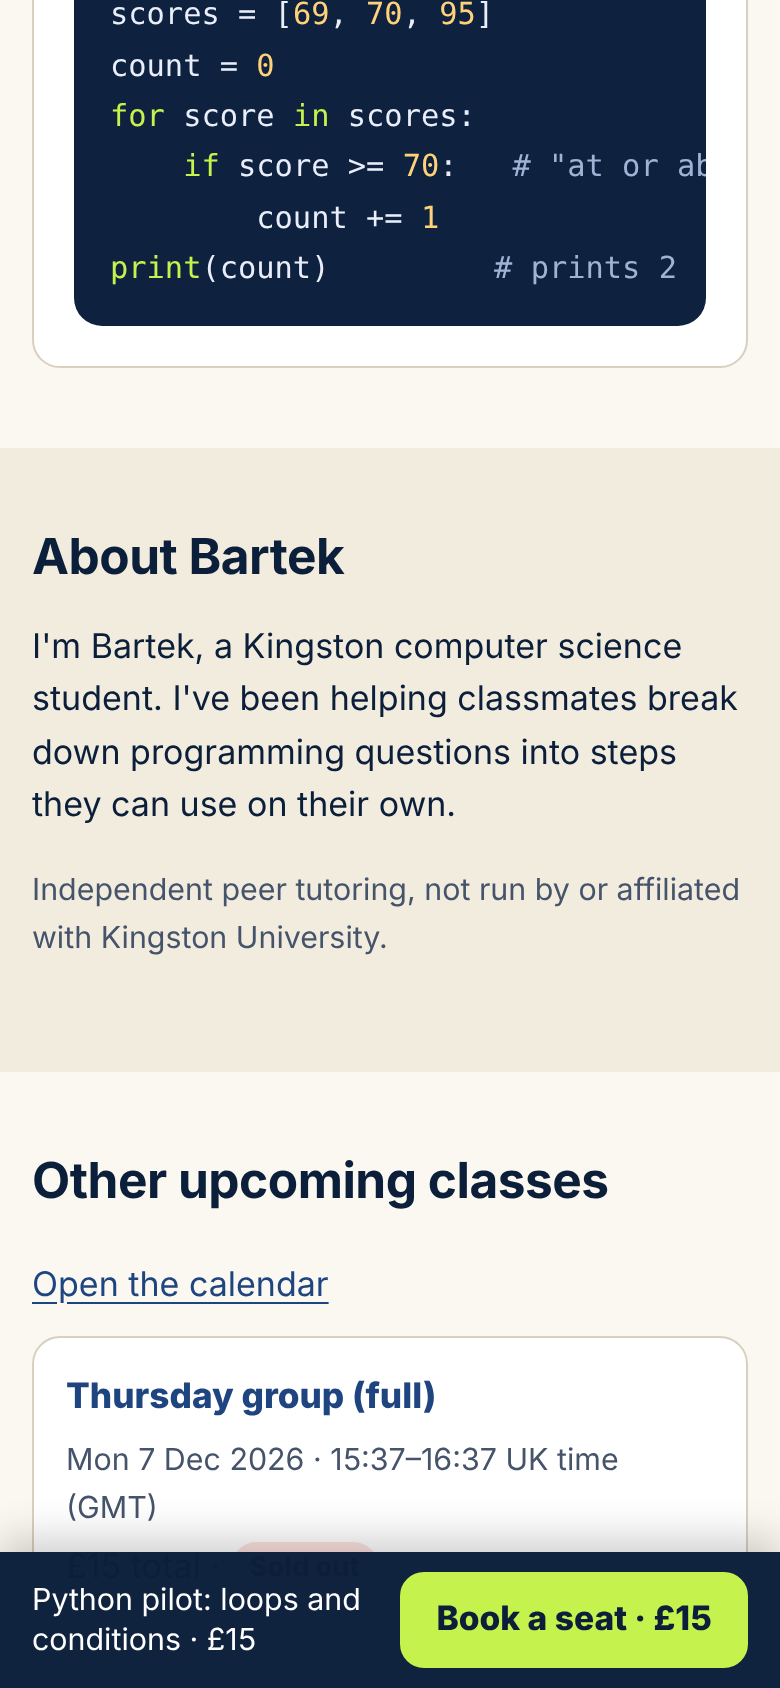 scores = [69, 70, 95]
count = 0
for score in scores:
    if score >= 70:   # "at or ab
        count += 1
print(count)         # prints 2
About Bartek
I'm Bartek, a Kingston computer science
student. I've been helping classmates break
down programming questions into steps
they can use on their own.
Independent peer tutoring, not run by or affiliated
with Kingston University.
Other upcoming classes
Open the calendar
Thursday group (full)
Mon 7 Dec 2026 · 15:37–16:37 UK time
(GMT)
£15 total · Sold out
Python pilot: loops and
conditions · £15
Book a seat · £15